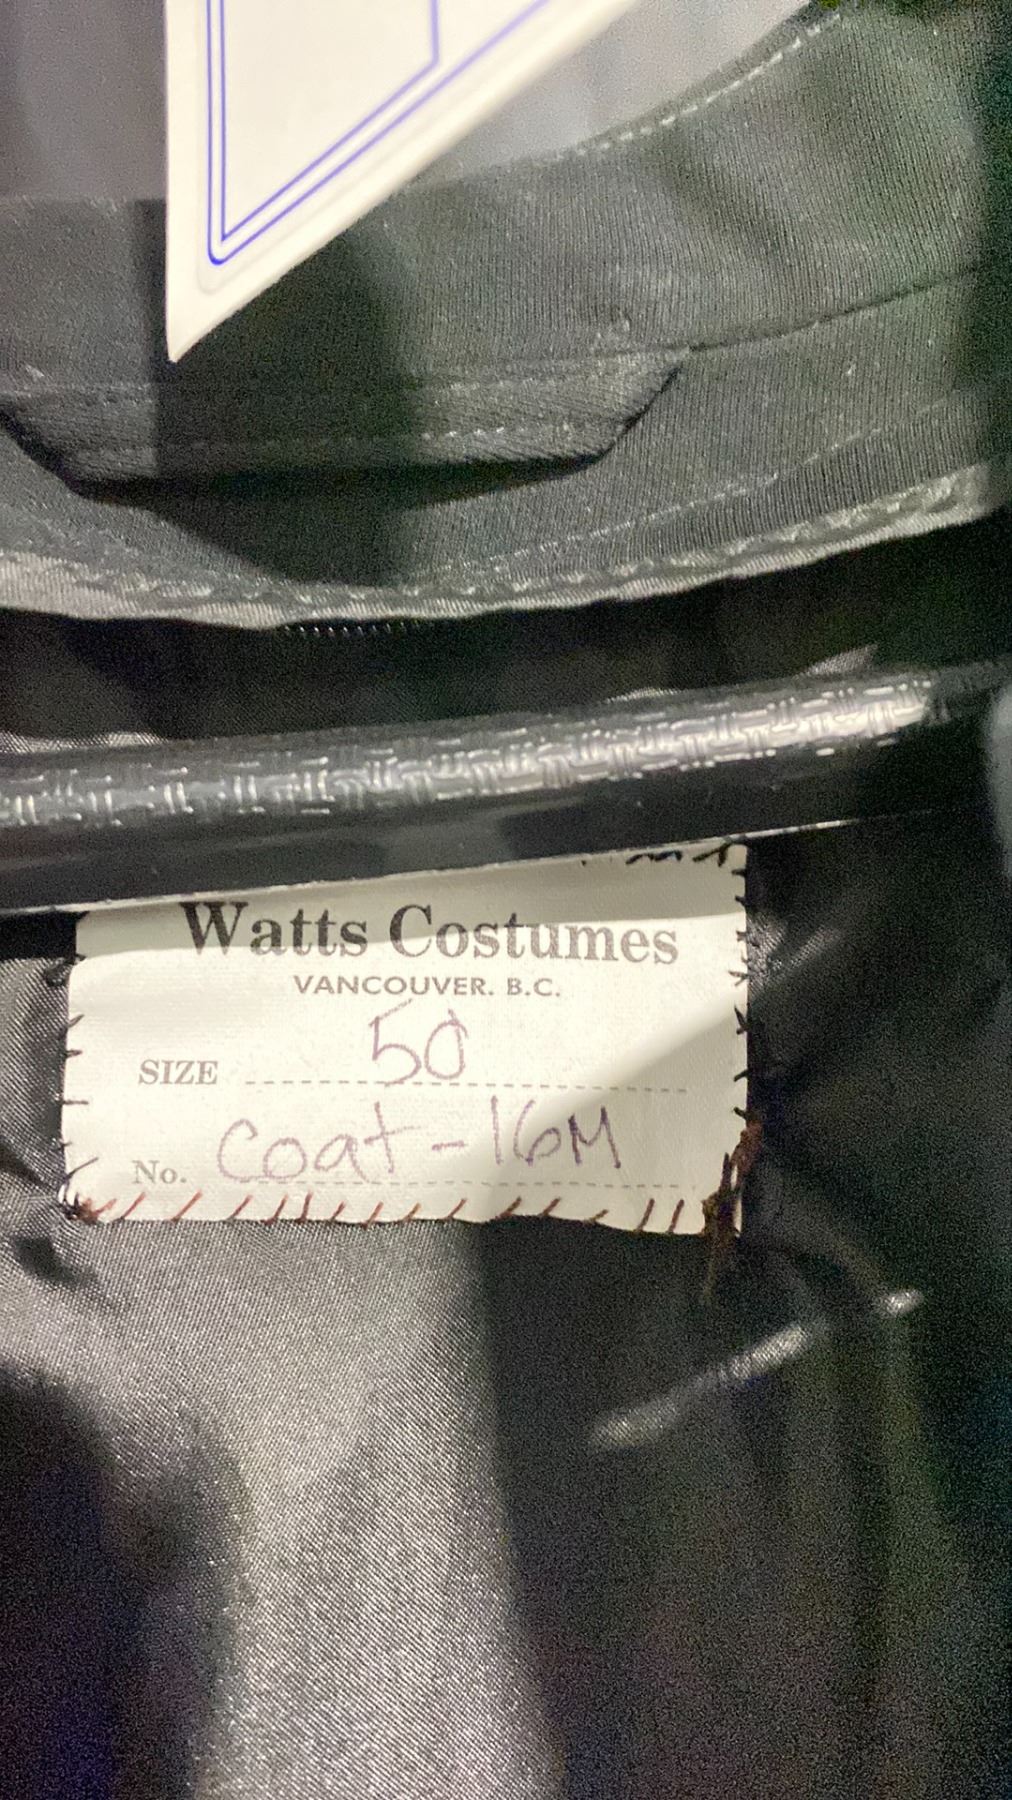 Watts Costumes
VANCOUVER. B.C.
SIZE 50
No. Coat-16M